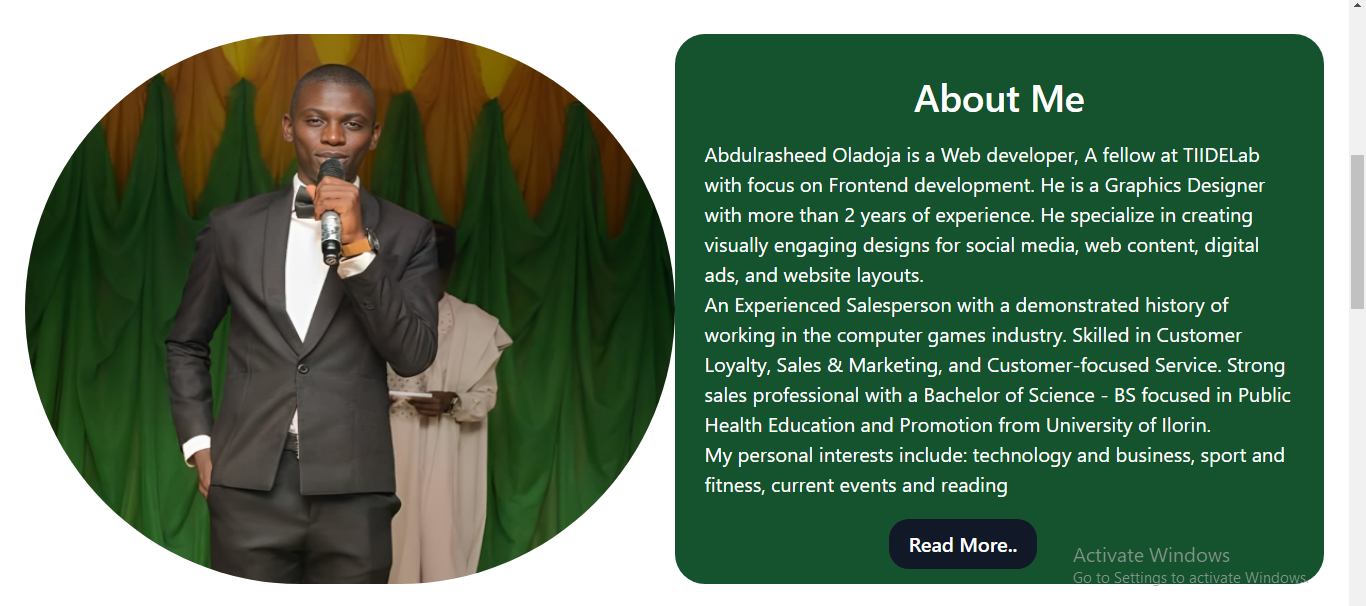 About Me
Abdulrasheed Oladoja is a Web developer, A fellow at TIIDELab
with focus on Frontend development. He is a Graphics Designer
with more than 2 years of experience. He specialize in creating
visually engaging designs for social media, web content, digital
ads, and website layouts.
An Experienced Salesperson with a demonstrated history of
working in the computer games industry. Skilled in Customer
Loyalty, Sales & Marketing, and Customer-focused Service. Strong
sales professional with a Bachelor of Science - BS focused in Public
Health Education and Promotion from University of Ilorin.
My personal interests include: technology and business, sport and
fitness, current events and reading
Read More..
Activate Windows
Go to Settings to activate Windows.